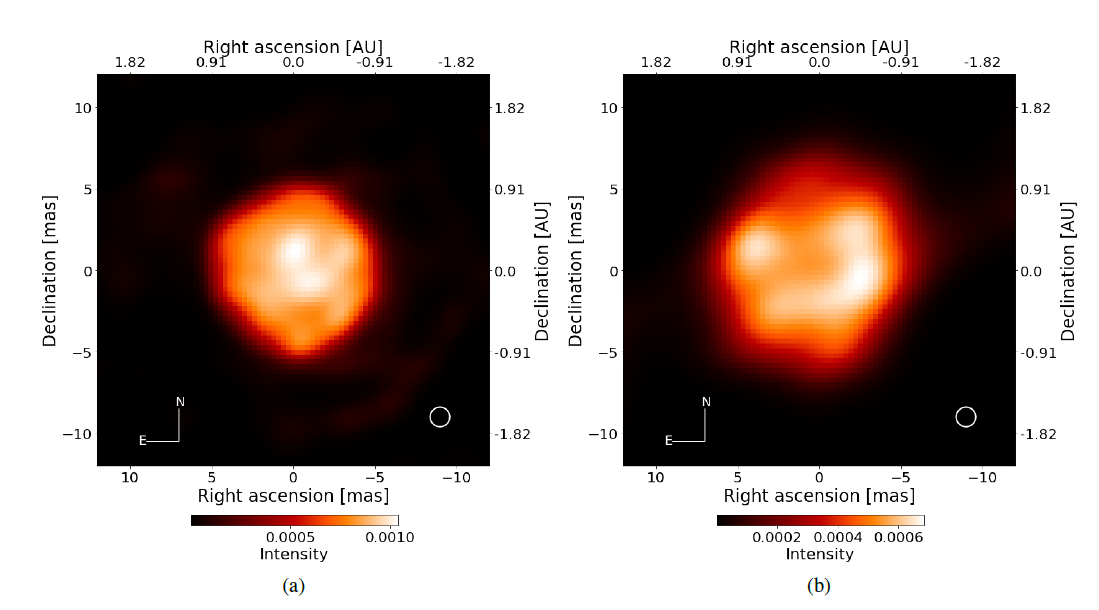 Right ascension [AU]
1.82 0.91 0.0 -0.91 -1.82
10 5 0 −5 −10
Declination [mas]
1.82 0.91 0.0 -0.91 -1.82
Declination [AU]
N
E
10 5 0 −5 −10
Right ascension [mas]
0.0005 0.0010
Intensity
(a)
Right ascension [AU]
1.82 0.91 0.0 -0.91 -1.82
10 5 0 −5 −10
Declination [mas]
1.82 0.91 0.0 -0.91 -1.82
Declination [AU]
N
E
10 5 0 −5 −10
Right ascension [mas]
0.0002 0.0004 0.0006
Intensity
(b)